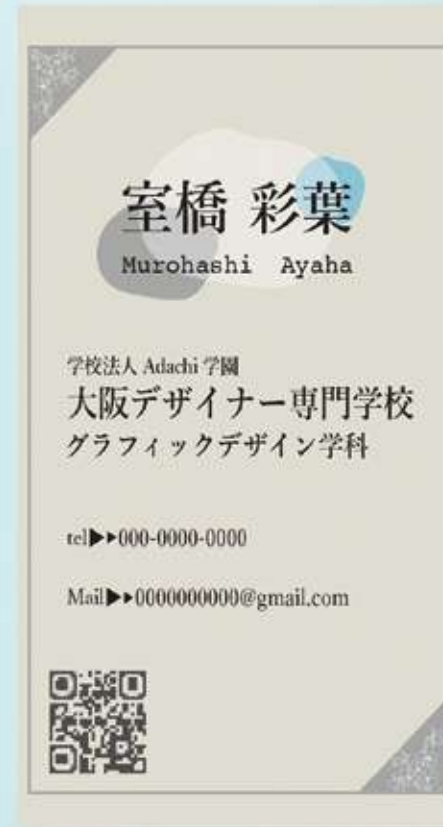 室橋 彩葉
Murohashi Ayaha
学校法人 Adachi 学園
大阪デザイナー専門学校
グラフィックデザイン学科
tel▶▶000-0000-0000
Mail▶▶0000000000@gmail.com